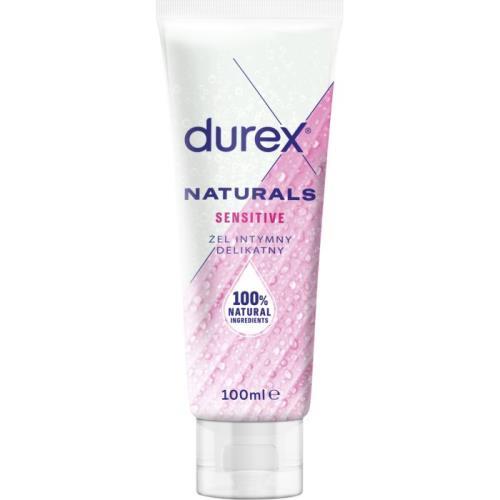 durex®
NATURALS
SENSITIVE
ŻEL INTYMNY
DELIKATNY
100%
NATURAL
INGREDIENTS
100ml ℮